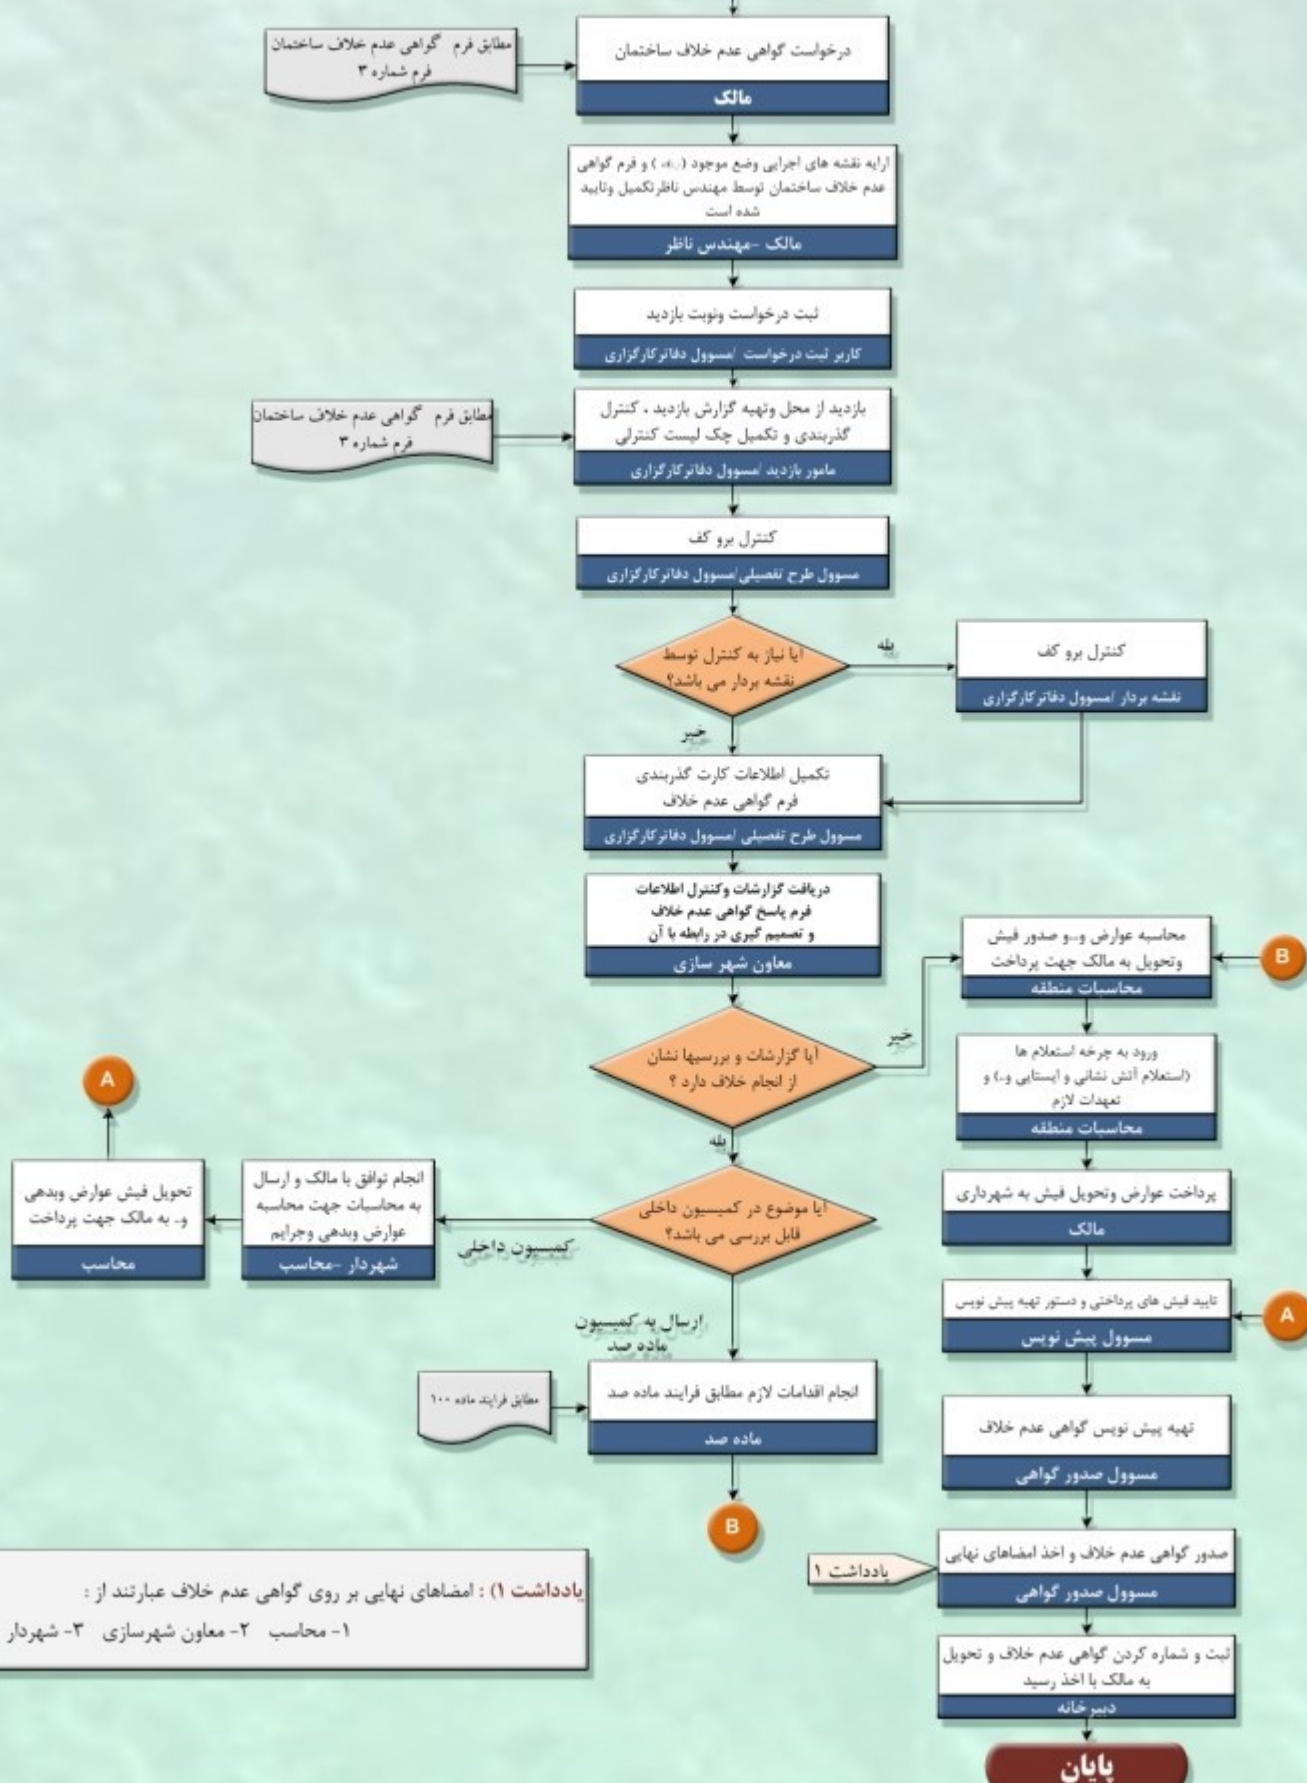 درخواست گواهی عدم خلاف ساختمان
مالک
مطابق فرم گواهی عدم خلاف ساختمان
فرم شماره ۳
ارایه نقشه های اجرایی وضع موجود ( ) و فرم گواهی
عدم خلاف ساختمان توسط مهندس ناظرتکمیل وتایید
شده است
مالک -مهندس ناظر
ثبت درخواست ونوبت بازدید
کاربر ثبت درخواست /مسوول دفاترکارگزاری
بازدید از محل وتهیه گزارش بازدید ، کنترل
گذربندی و تکمیل چک لیست کنترلی
مامور بازدید /مسوول دفاترکارگزاری
مطابق فرم گواهی عدم خلاف ساختمان
فرم شماره ۳
کنترل برو کف
مسوول طرح تفصیلی/مسوول دفاترکارگزاری
آیا نیاز به کنترل توسط
نقشه بردار می باشد؟
بله
کنترل برو کف
نقشه بردار /مسوول دفاترکارگزاری
خیر
تکمیل اطلاعات کارت گذربندی
فرم گواهی عدم خلاف
مسوول طرح تفصیلی /مسوول دفاترکارگزاری
دریافت گزارشات وکنترل اطلاعات
فرم پاسخ گواهی عدم خلاف
و تصمیم گیری در رابطه با آن
معاون شهر سازی
آیا گزارشات و بررسیها نشان
از انجام خلاف دارد ؟
خیر
بله
محاسبه عوارض و..و صدور فیش
وتحویل به مالک جهت پرداخت
محاسبات منطقه
B
ورود به چرخه استعلام ها
(استعلام آتش نشانی و ایستایی و..) و
تعهدات لازم
محاسبات منطقه
پرداخت عوارض وتحویل فیش به شهرداری
مالک
تایید فیش های پرداختی و دستور تهیه پیش نویس
مسوول پیش نویس
A
تهیه پیش نویس گواهی عدم خلاف
مسوول صدور گواهی
صدور گواهی عدم خلاف و اخذ امضاهای نهایی
مسوول صدور گواهی
یادداشت ۱
ثبت و شماره کردن گواهی عدم خلاف و تحویل
به مالک با اخذ رسید
دبیرخانه
پایان
آیا موضوع در کمیسیون داخلی
قابل بررسی می باشد؟
کمیسیون داخلی
انجام توافق با مالک و ارسال
به محاسبات جهت محاسبه
عوارض وبدهی وجرایم
شهردار -محاسب
تحویل فیش عوارض وبدهی
و.. به مالک جهت پرداخت
محاسب
A
ارسال به کمیسیون
ماده صد
انجام اقدامات لازم مطابق فرایند ماده صد
ماده صد
مطابق فرایند ماده ۱۰۰
B
یادداشت ۱) : امضاهای نهایی بر روی گواهی عدم خلاف عبارتند از :
۱- محاسب ۲- معاون شهرسازی ۳- شهردار